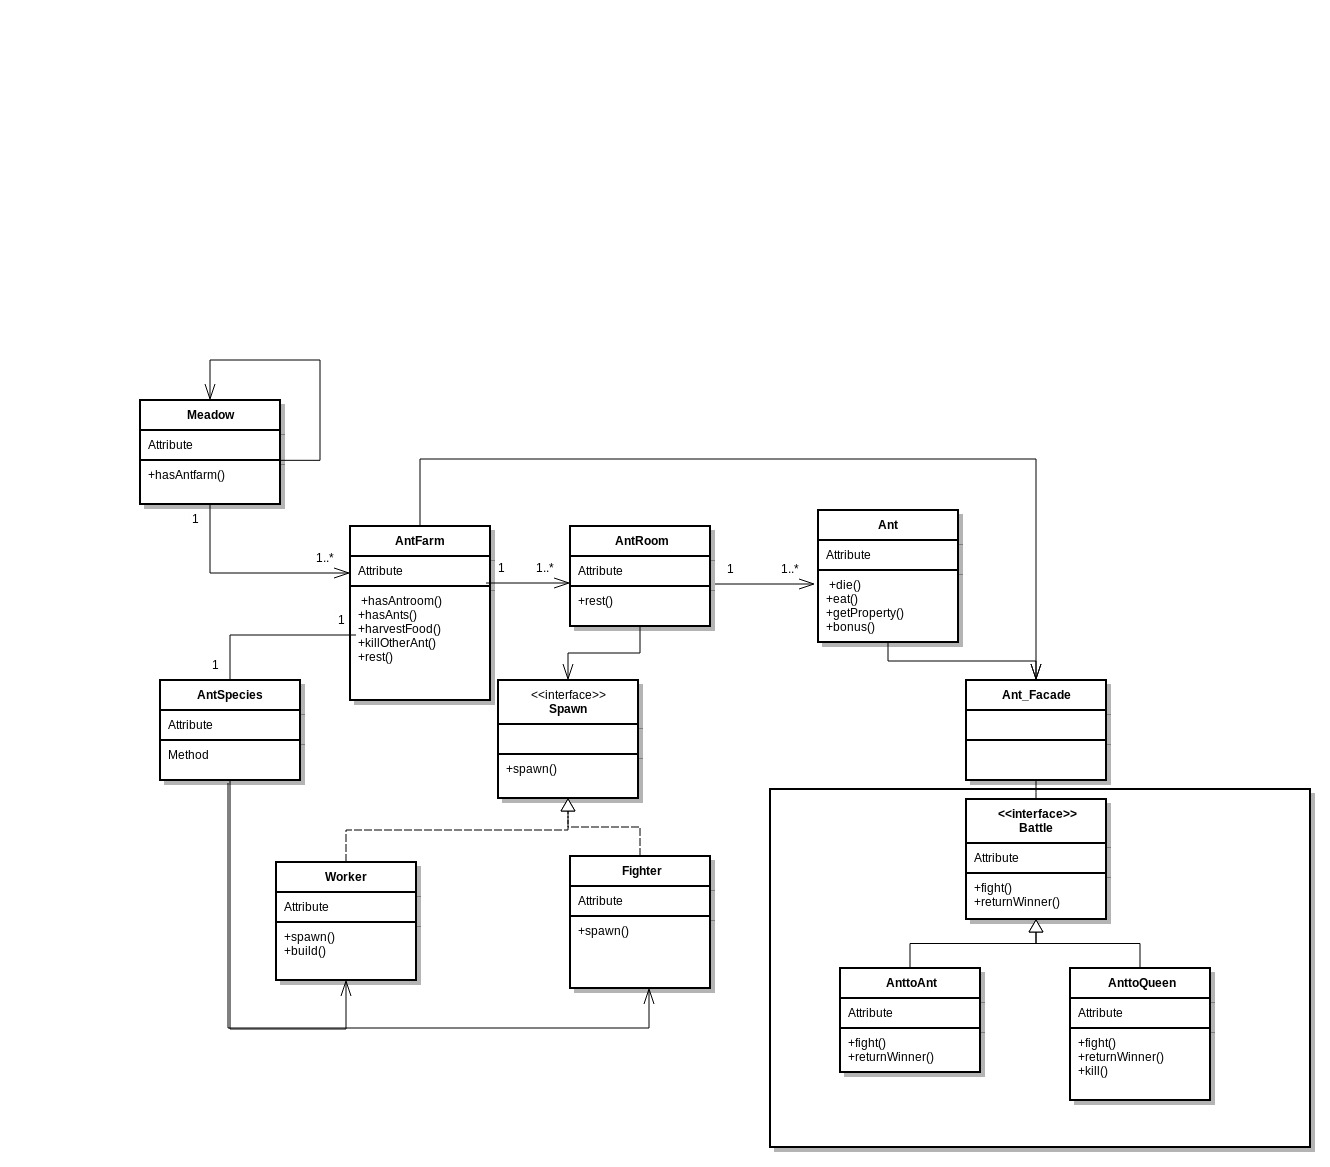 Meadow
Attribute
+hasAntfarm()
1
1..*
AntFarm
Attribute
+hasAntroom()
+hasAnts()
+harvestFood()
+killOtherAnt()
+rest()
1
1..*
AntRoom
Attribute
+rest()
1
1..*
Ant
Attribute
+die()
+eat()
+getProperty()
+bonus()
1
1
AntSpecies
Attribute
Method
<<interface>>
Spawn
+spawn()
Ant_Facade
<<interface>>
Battle
Attribute
+fight()
+returnWinner()
Worker
Attribute
+spawn()
+build()
Fighter
Attribute
+spawn()
AnttoAnt
Attribute
+fight()
+returnWinner()
AnttoQueen
Attribute
+fight()
+returnWinner()
+kill()